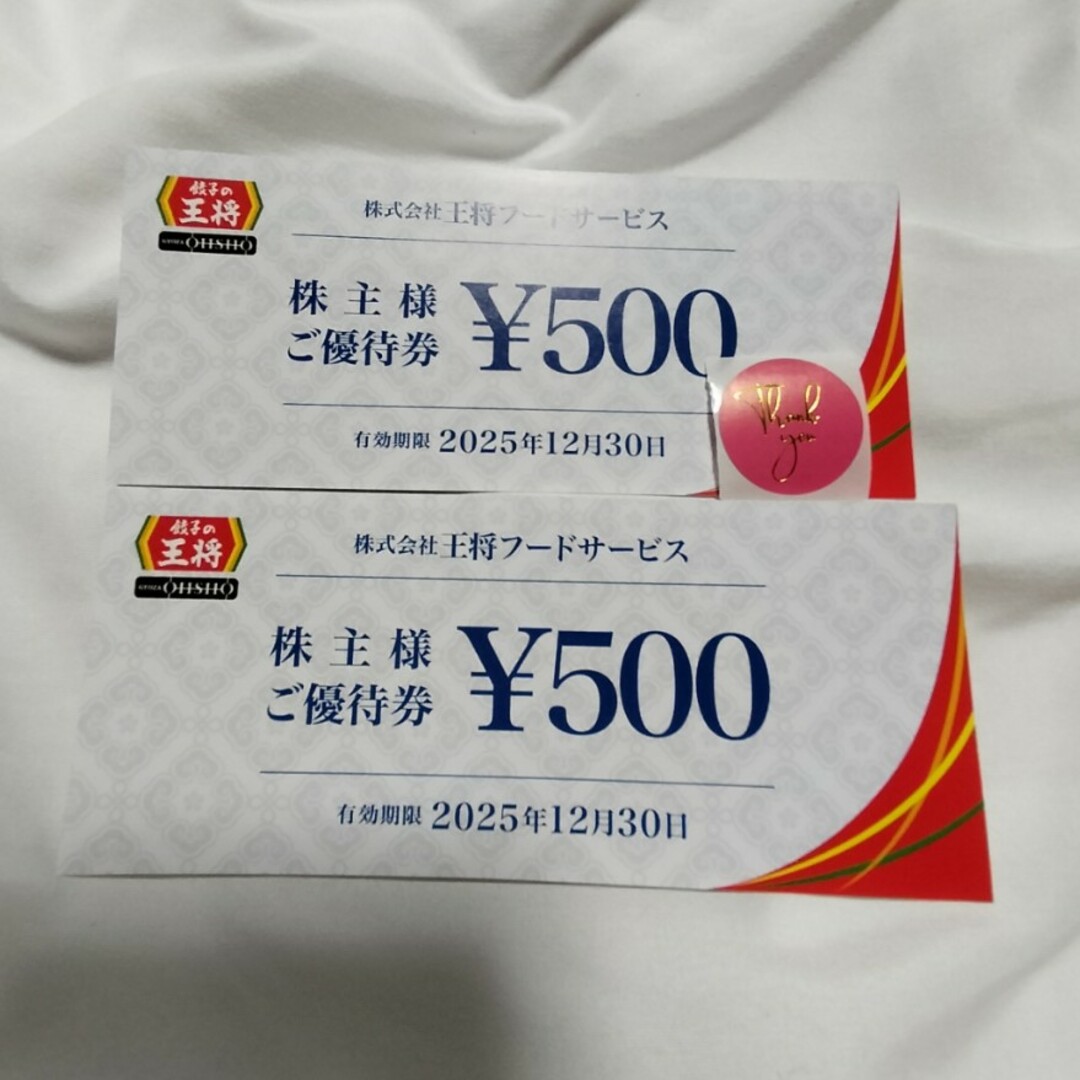 餃子の
王将
GYOZA OHSHO
株式会社王将フードサービス
株主様
ご優待券
¥500
有効期限 2025年12月30日
Thank
you
餃子の
王将
GYOZA OHSHO
株式会社王将フードサービス
株主様
ご優待券
¥500
有効期限 2025年12月30日